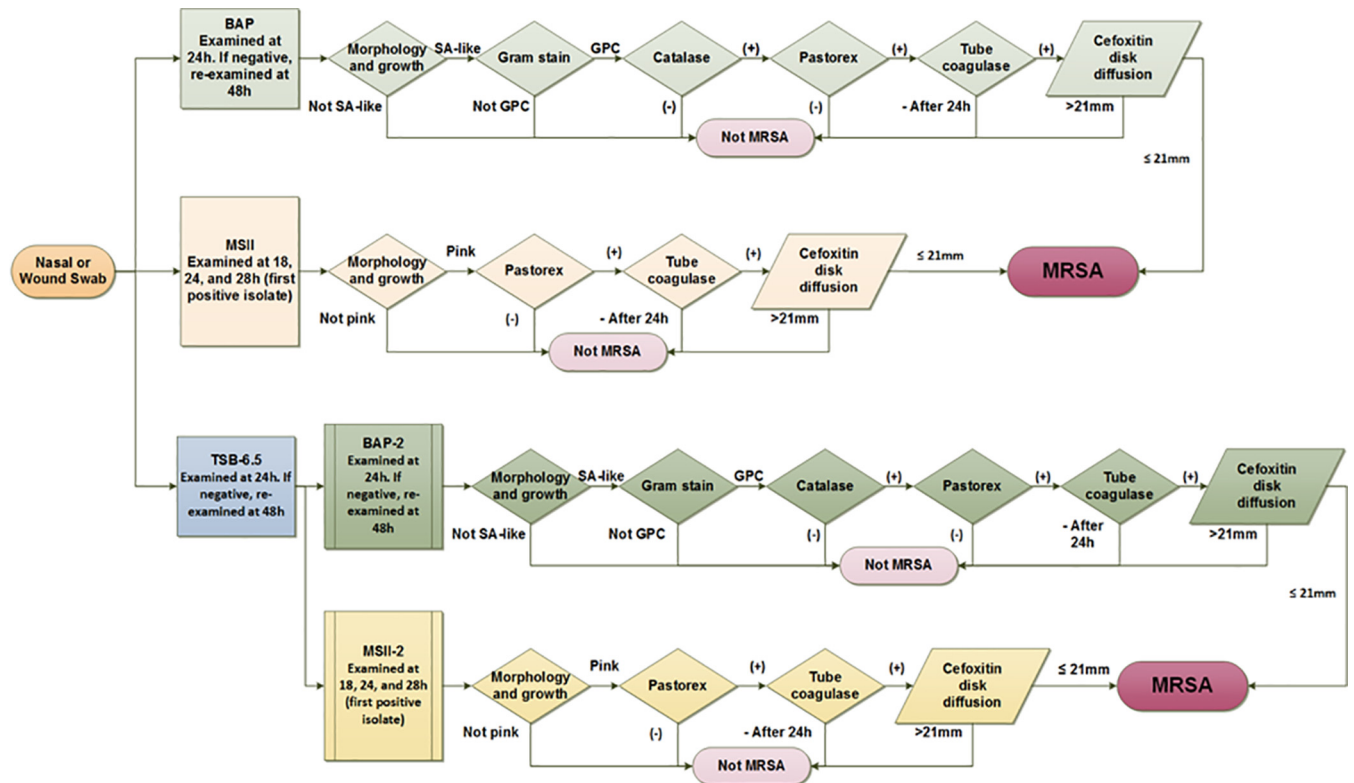 BAP
Examined at
24h. If negative,
re-examined at
48h
Morphology
and growth
SA-like
Gram stain
GPC
Catalase
(+)
Pastorex
(+)
Tube
coagulase
(+)
Cefoxitin
disk
diffusion
Not SA-like
Not GPC
(-)
(-)
- After 24h
>21mm
Not MRSA
≤ 21mm
Nasal or
Wound Swab
MSII
Examined at 18,
24, and 28h (first
positive isolate)
Morphology
and growth
Pink
Pastorex
(+)
Tube
coagulase
(+)
Cefoxitin
disk
diffusion
≤ 21mm
MRSA
Not pink
(-)
- After 24h
>21mm
Not MRSA
TSB-6.5
Examined at 24h. If
negative, re-
examined at 48h
BAP-2
Examined at
24h. If
negative, re-
examined at
48h
Morphology
and growth
SA-like
Gram stain
GPC
Catalase
(+)
Pastorex
(+)
Tube
coagulase
(+)
Cefoxitin
disk
diffusion
Not SA-like
Not GPC
(-)
(-)
- After
24h
>21mm
Not MRSA
≤ 21mm
MSII-2
Examined at
18, 24, and 28h
(first positive
isolate)
Morphology
and growth
Pink
Pastorex
(+)
Tube
coagulase
(+)
Cefoxitin
disk
diffusion
≤ 21mm
MRSA
Not pink
(-)
- After 24h
>21mm
Not MRSA